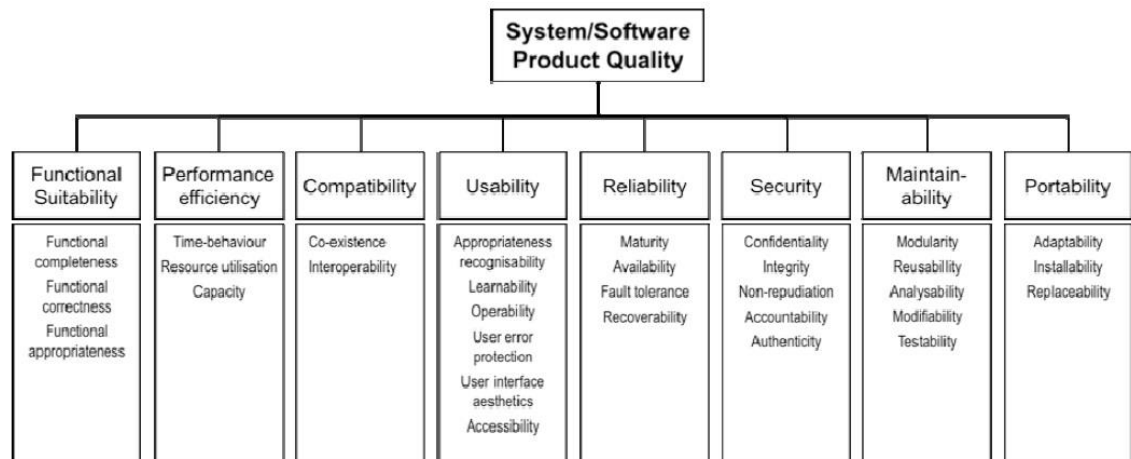 System/Software
Product Quality
Functional
Suitability
Performance
efficiency
Compatibility
Usability
Reliability
Security
Maintain-
ability
Portability
Functional
completeness
Functional
correctness
Functional
appropriateness
Time-behaviour
Resource utilisation
Capacity
Co-existence
Interoperability
Appropriateness
recognisability
Learnability
Operability
User error
protection
User interface
aesthetics
Accessibility
Maturity
Availability
Fault tolerance
Recoverability
Confidentiality
Integrity
Non-repudiation
Accountability
Authenticity
Modularity
Reusabillity
Analysability
Modifiability
Testability
Adaptability
Installability
Replaceability